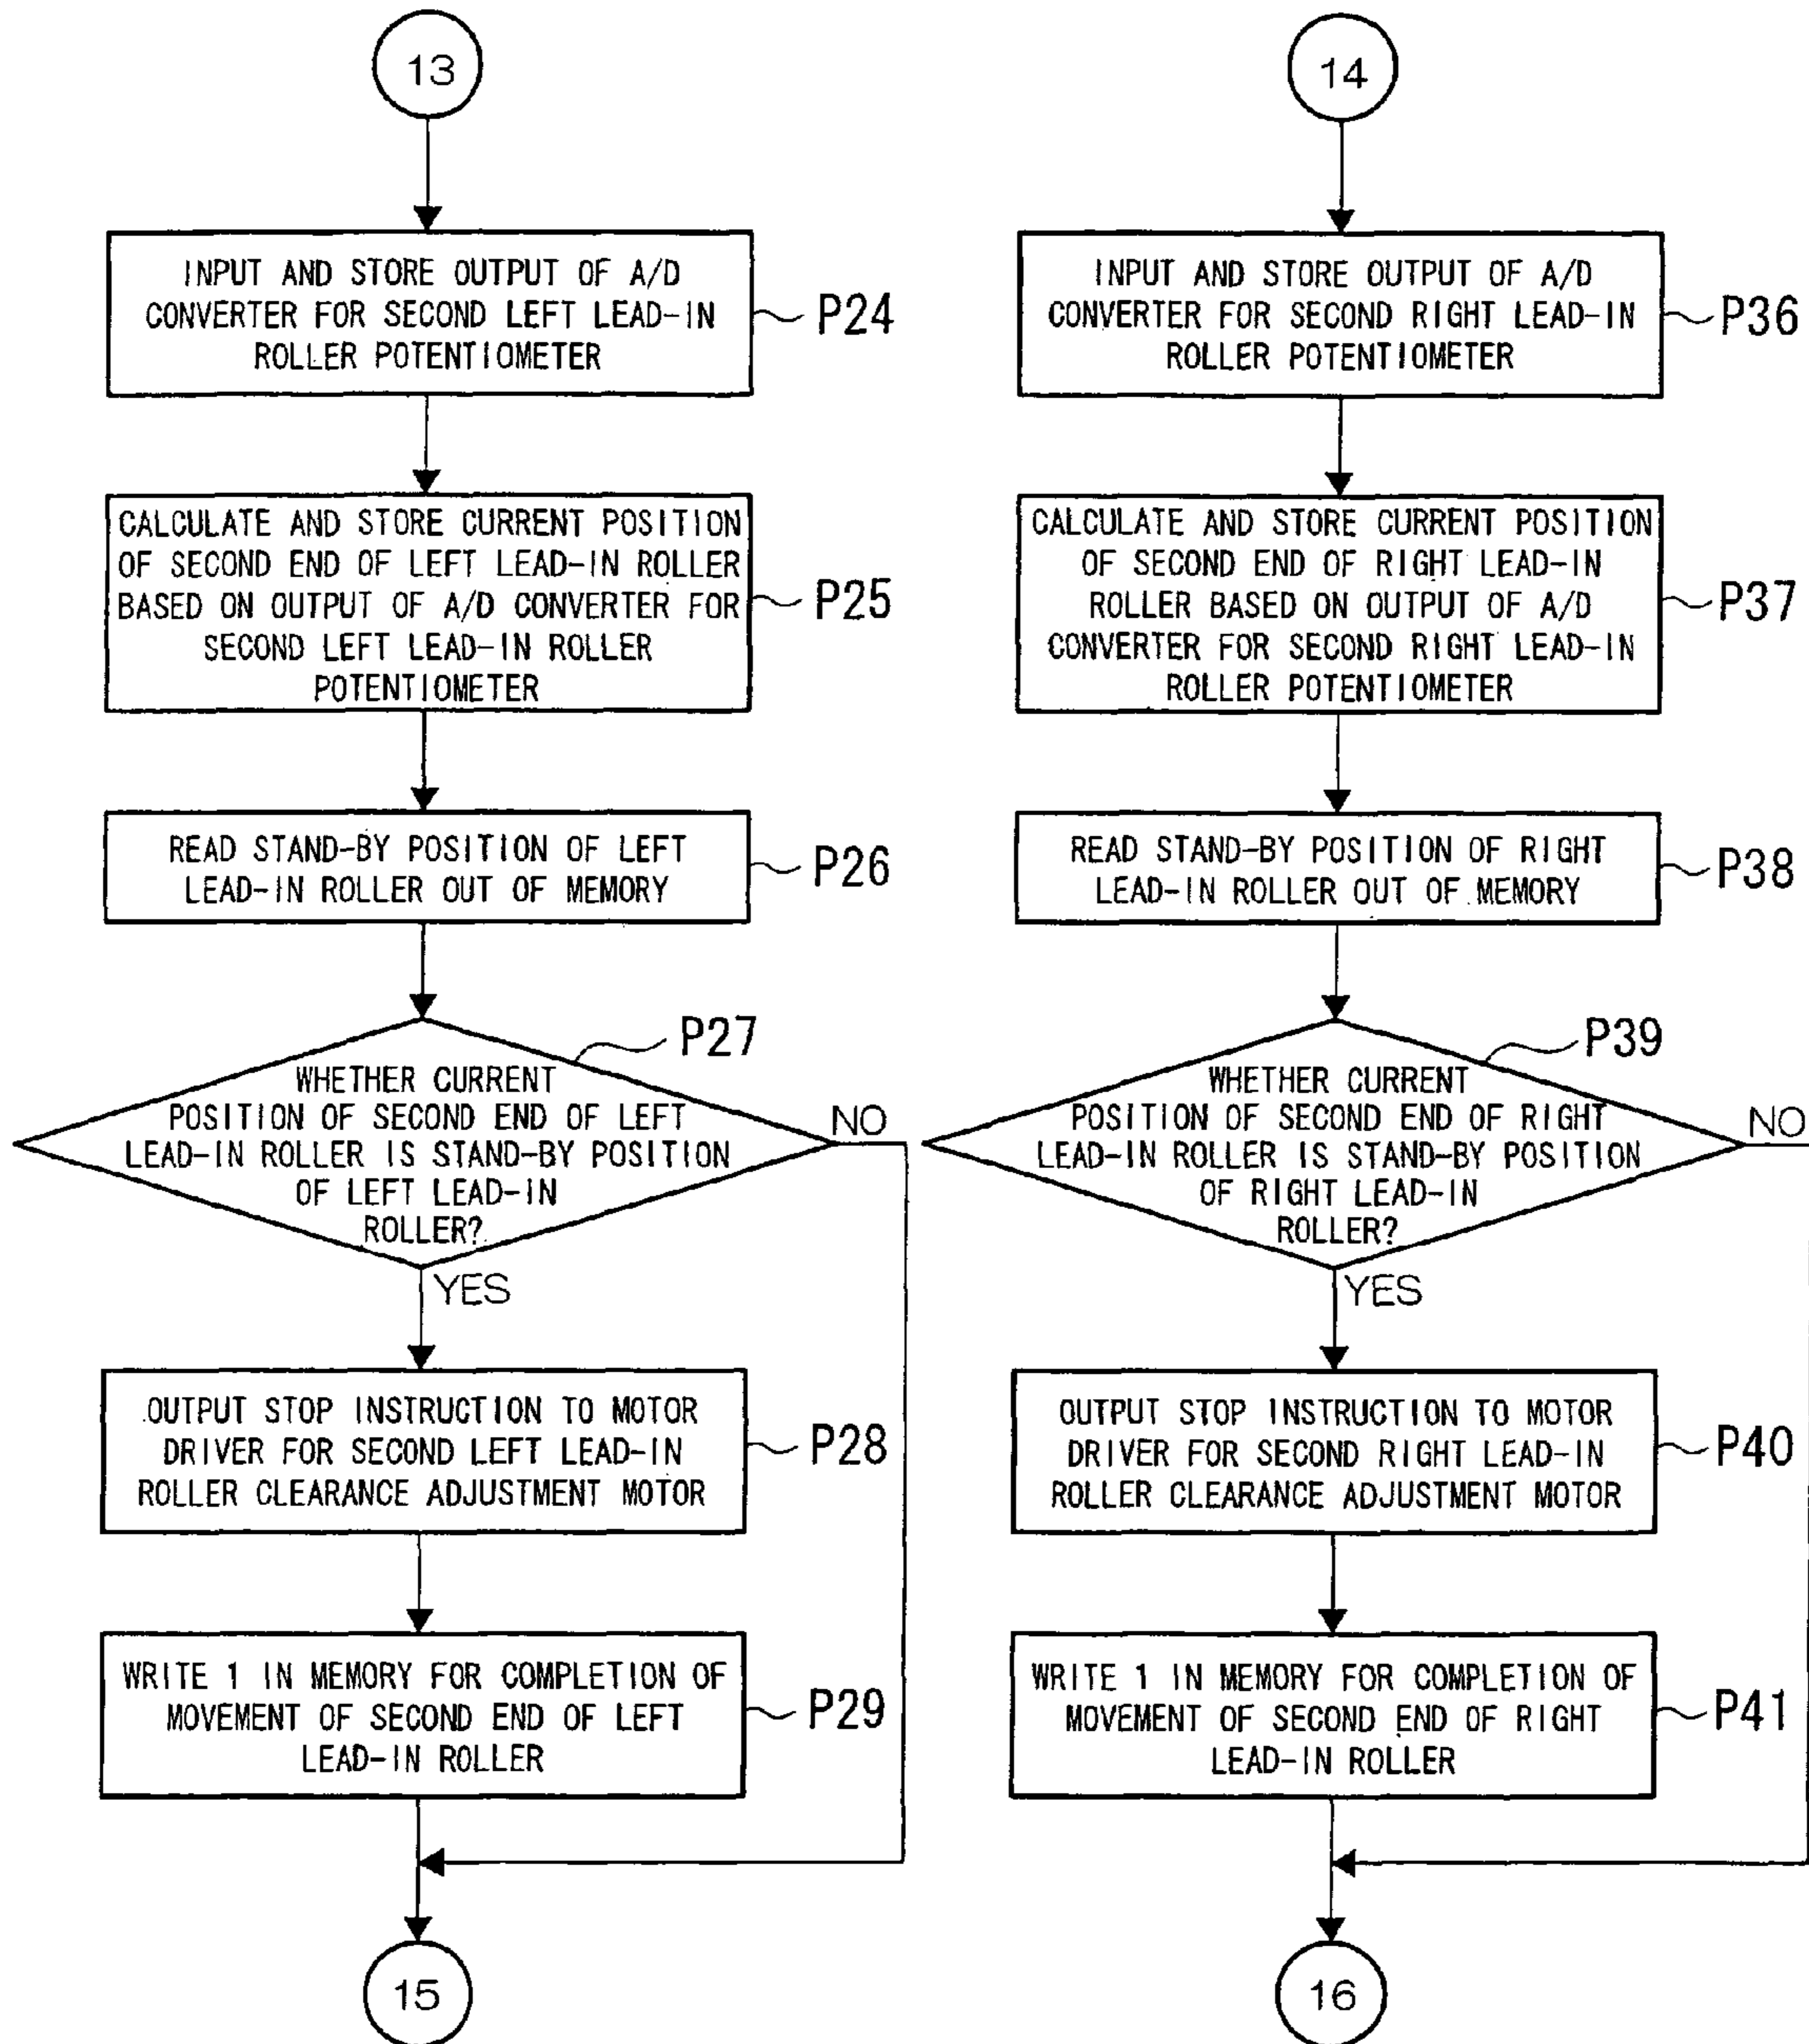 13
INPUT AND STORE OUTPUT OF A/D
CONVERTER FOR SECOND LEFT LEAD-IN
ROLLER POTENTIOMETER
P24
CALCULATE AND STORE CURRENT POSITION
OF SECOND END OF LEFT LEAD-IN ROLLER
BASED ON OUTPUT OF A/D CONVERTER FOR
SECOND LEFT LEAD-IN ROLLER
POTENTIOMETER
P25
READ STAND-BY POSITION OF LEFT
LEAD-IN ROLLER OUT OF MEMORY
P26
P27
WHETHER CURRENT
POSITION OF SECOND END OF LEFT
LEAD-IN ROLLER IS STAND-BY POSITION
OF LEFT LEAD-IN
ROLLER?
NO
YES
OUTPUT STOP INSTRUCTION TO MOTOR
DRIVER FOR SECOND LEFT LEAD-IN
ROLLER CLEARANCE ADJUSTMENT MOTOR
P28
WRITE 1 IN MEMORY FOR COMPLETION OF
MOVEMENT OF SECOND END OF LEFT
LEAD-IN ROLLER
P29
15
14
INPUT AND STORE OUTPUT OF A/D
CONVERTER FOR SECOND RIGHT LEAD-IN
ROLLER POTENTIOMETER
P36
CALCULATE AND STORE CURRENT POSITION
OF SECOND END OF RIGHT LEAD-IN
ROLLER BASED ON OUTPUT OF A/D
CONVERTER FOR SECOND RIGHT LEAD-IN
ROLLER POTENTIOMETER
P37
READ STAND-BY POSITION OF RIGHT
LEAD-IN ROLLER OUT OF MEMORY
P38
P39
WHETHER CURRENT
POSITION OF SECOND END OF RIGHT
LEAD-IN ROLLER IS STAND-BY POSITION
OF RIGHT LEAD-IN
ROLLER?
NO
YES
OUTPUT STOP INSTRUCTION TO MOTOR
DRIVER FOR SECOND RIGHT LEAD-IN
ROLLER CLEARANCE ADJUSTMENT MOTOR
P40
WRITE 1 IN MEMORY FOR COMPLETION OF
MOVEMENT OF SECOND END OF RIGHT
LEAD-IN ROLLER
P41
16